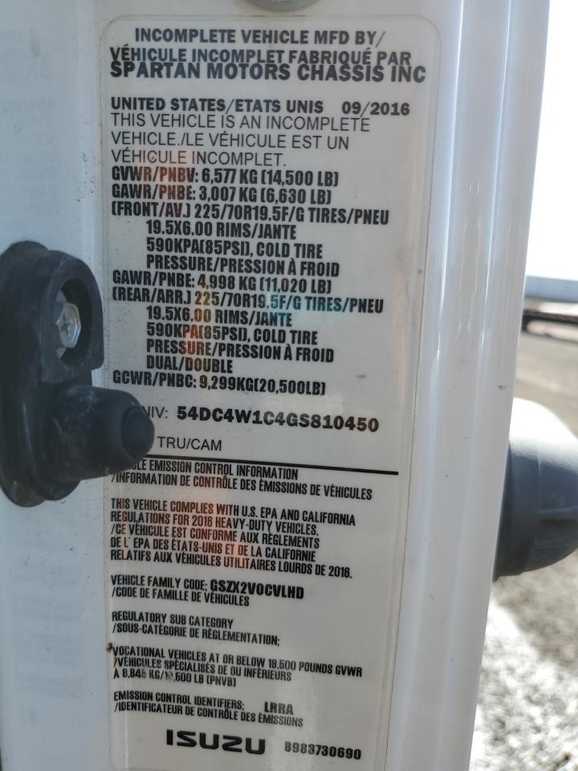 INCOMPLETE VEHICLE MFD BY/
VÉHICULE INCOMPLET FABRIQUÉ PAR
SPARTAN MOTORS CHASSIS INC
UNITED STATES/ETATS UNIS 09/2016
THIS VEHICLE IS AN INCOMPLETE
VEHICLE./LE VÉHICULE EST UN
VÉHICULE INCOMPLET.
GVWR/PNBV: 6,577 KG (14,500 LB)
GAWR/PNBE: 3,007 KG (6,630 LB)
(FRONT/AV.) 225/70R19.5F/G TIRES/PNEU
19.5X6.00 RIMS/JANTE
590KPA(85PSI), COLD TIRE
PRESSURE/PRESSION À FROID
GAWR/PNBE: 4,998 KG (11,020 LB)
(REAR/ARR.) 225/70R19.5F/G TIRES/PNEU
19.5X6.00 RIMS/JANTE
590KPA(85PSI), COLD TIRE
PRESSURE/PRESSION À FROID
DUAL/DOUBLE
GCWR/PNBC: 9,299KG(20,500LB)
NIV: 54DC4W1C4GS810450
TRU/CAM
EMISSION CONTROL INFORMATION
/INFORMATION DE CONTRÔLE DES ÉMISSIONS DE VÉHICULES
THIS VEHICLE COMPLIES WITH U.S. EPA AND CALIFORNIA
REGULATIONS FOR 2016 HEAVY-DUTY VEHICLES.
/CE VÉHICULE EST CONFORME AUX RÈGLEMENTS
DE L' EPA DES ÉTATS-UNIS ET DE LA CALIFORNIE
RELATIFS AUX VÉHICULES UTILITAIRES LOURDS DE 2016.
VEHICLE FAMILY CODE: GSZX2VOCVLHD
/CODE DE FAMILLE DE VÉHICULES
REGULATORY SUB CATEGORY
/SOUS-CATÉGORIE DE RÉGLEMENTATION:
VOCATIONAL VEHICLES AT OR BELOW 19,500 POUNDS GVWR
/VÉHICULES SPÉCIALISÉS DE OU INFÉRIEURS
À 8,845 KG/19,500 LB (PNVB)
EMISSION CONTROL IDENTIFIERS: LRRA
/IDENTIFICATEUR DE CONTRÔLE DES ÉMISSIONS
ISUZU 8983730690